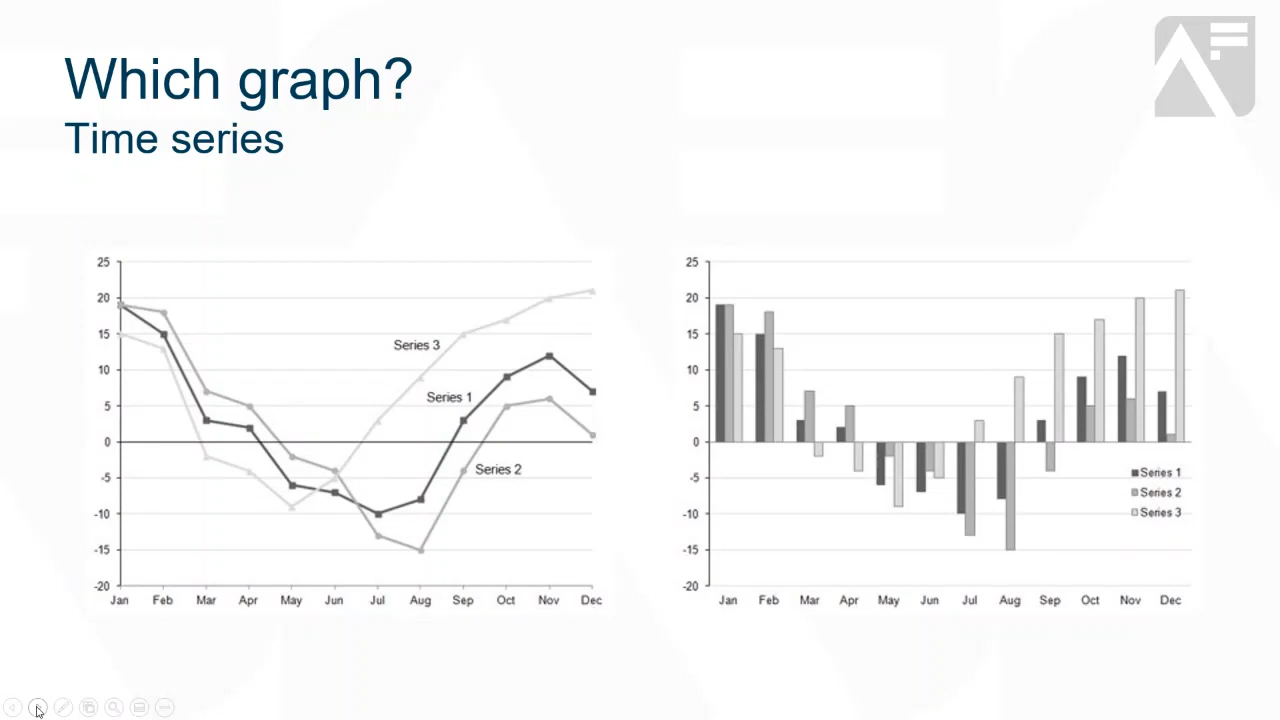 Which graph?
Time series
25
20
15
10
5
0
-5
-10
-15
-20
Jan Feb Mar Apr May Jun Jul Aug Sep Oct Nov Dec
Series 3
Series 1
Series 2
25
20
15
10
5
0
-5
-10
-15
-20
Jan Feb Mar Apr May Jun Jul Aug Sep Oct Nov Dec
Series 1
Series 2
Series 3